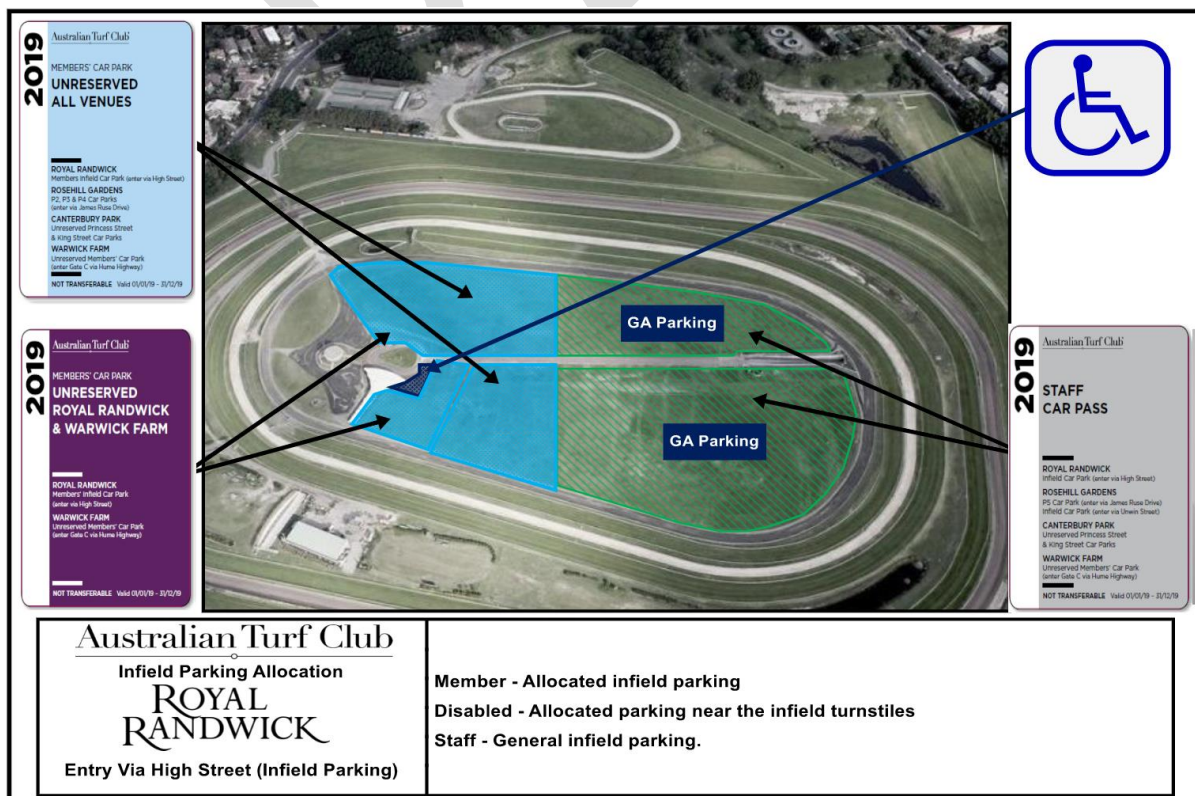 2019
Australian Turf Club
MEMBERS' CAR PARK
UNRESERVED
ALL VENUES
ROYAL RANDWICK
Members Infield Car Park (enter via High Street)
ROSEHILL GARDENS
P2, P3 & P4 Car Parks
(enter via James Ruse Drive)
CANTERBURY PARK
Unreserved Princess Street
& King Street Car Parks
WARWICK FARM
Unreserved Members' Car Park
(enter Gate C via Hume Highway)
NOT TRANSFERABLE Valid 01/01/19 - 31/12/19
2019
Australian Turf Club
MEMBERS' CAR PARK
UNRESERVED
ROYAL RANDWICK
& WARWICK FARM
ROYAL RANDWICK
Members' Infield Car Park
(enter via High Street)
WARWICK FARM
Unreserved Members' Car Park
(enter Gate C via Hume Highway)
NOT TRANSFERABLE Valid 01/01/19 - 31/12/19
GA Parking
GA Parking
2019
Australian Turf Club
STAFF
CAR PASS
ROYAL RANDWICK
Infield Car Park (enter via High Street)
ROSEHILL GARDENS
P5 Car Park (enter via James Ruse Drive)
Infield Car Park (enter via Unwin Street)
CANTERBURY PARK
Unreserved Princess Street
& King Street Car Parks
WARWICK FARM
Unreserved Members' Car Park
(enter Gate C via Hume Highway)
NOT TRANSFERABLE Valid 01/01/19 - 31/12/19
Australian Turf Club
Infield Parking Allocation
ROYAL
RANDWICK
Entry Via High Street (Infield Parking)
Member - Allocated infield parking
Disabled - Allocated parking near the infield turnstiles
Staff - General infield parking.